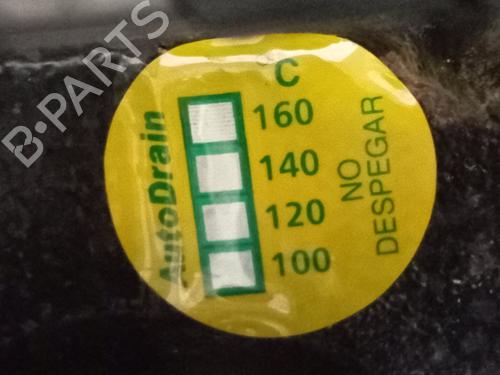 B-PARTS
AutoDrain
C
160
140
120
100
NO
DESPEGAR